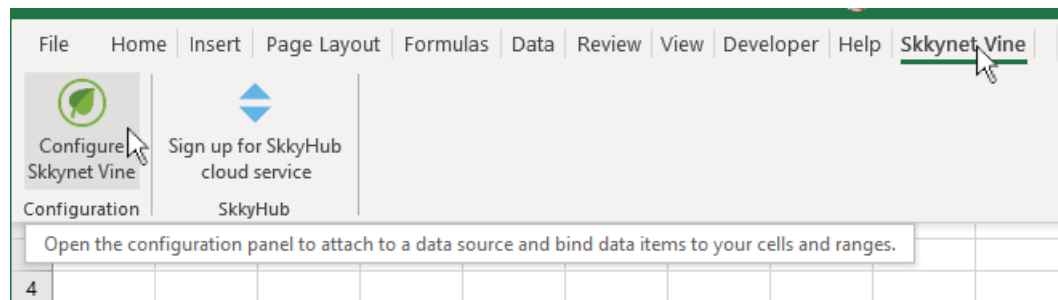 File Home Insert Page Layout Formulas Data Review View Developer Help Skkynet Vine
Configure
Skkynet Vine
Sign up for SkkyHub
cloud service
Configuration
SkkyHub
Open the configuration panel to attach to a data source and bind data items to your cells and ranges.
4